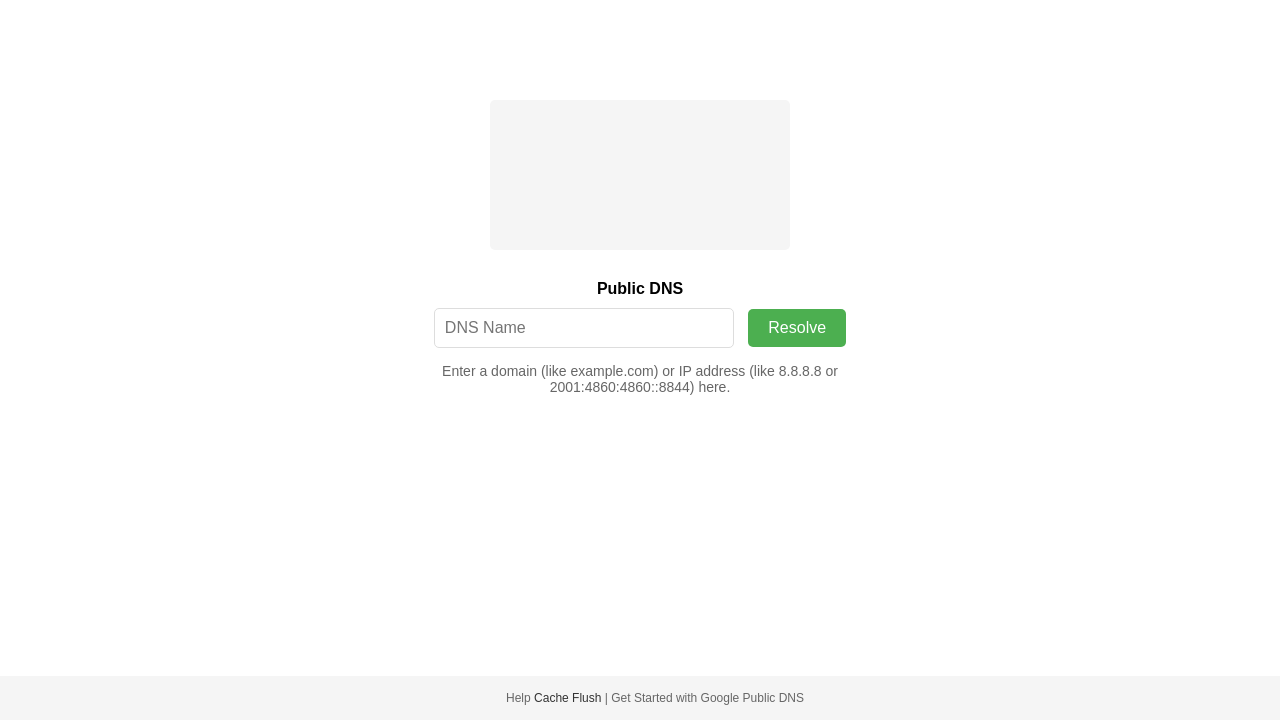 Public DNS
DNS Name
Resolve
Enter a domain (like example.com) or IP address (like 8.8.8.8 or
2001:4860:4860::8844) here.
Help Cache Flush | Get Started with Google Public DNS